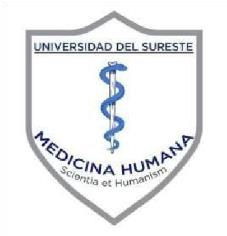 UNIVERSIDAD DEL SURESTE
MEDICINA HUMANA
Scientia et Humanism